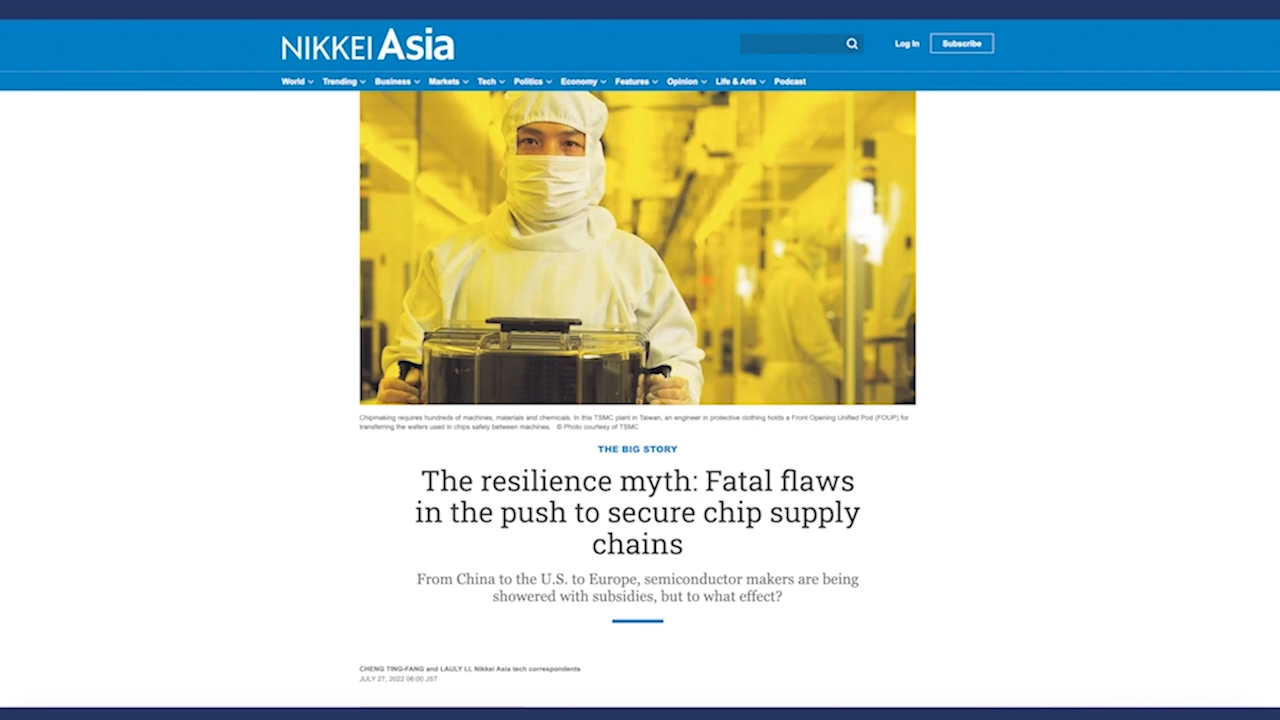 NIKKEI Asia
Log In
Subscribe
World Trending Business Markets Tech Politics Economy Features Opinion Life & Arts Podcast
Chipmaking requires hundreds of machines, materials and chemicals. In this TSMC plant in Taiwan, an engineer in protective clothing holds a Front Opening Unified Pod (FOUP) for
transferring the wafers used in chips safely between machines. © Photo courtesy of TSMC
THE BIG STORY
The resilience myth: Fatal flaws
in the push to secure chip supply
chains
From China to the U.S. to Europe, semiconductor makers are being
showered with subsidies, but to what effect?
CHENG TING-FANG and LAULY LI, Nikkei Asia tech correspondents
JULY 27, 2022 06:00 JST